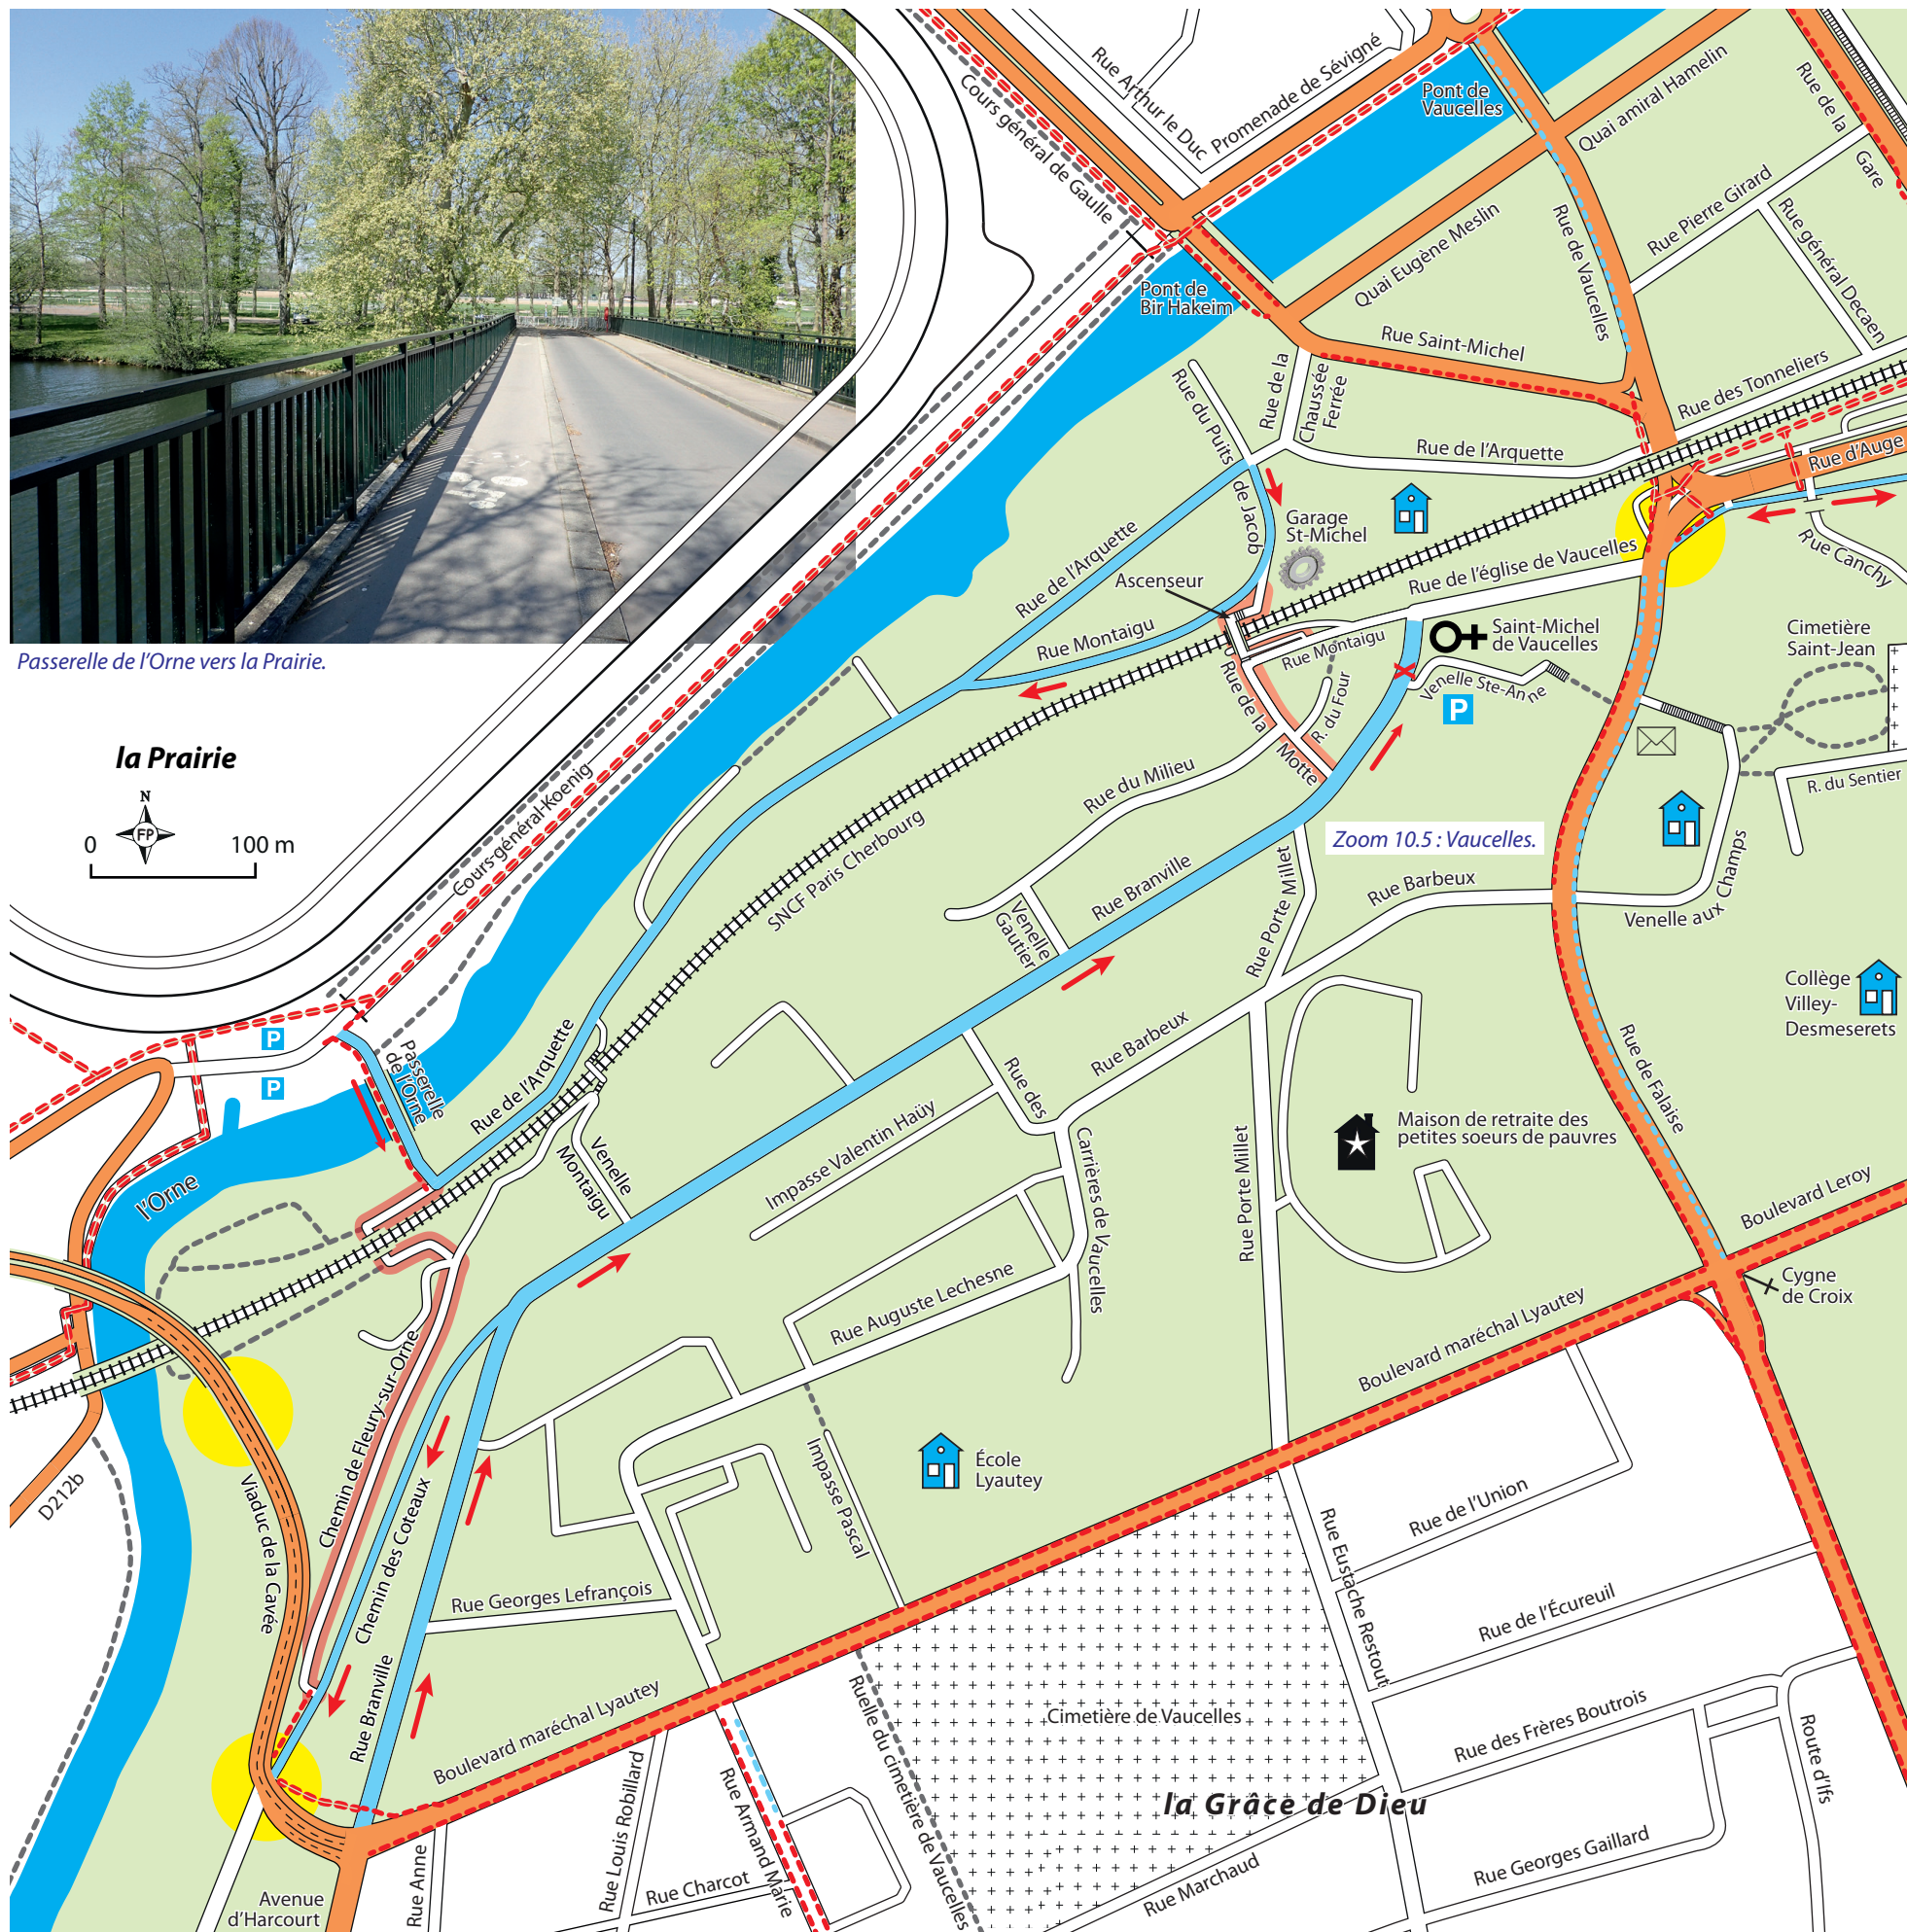 Passerelle de l'Orne vers la Prairie.
la Prairie
N
FP
0
100 m
Cours général de Gaulle
Rue Arthur le Duc
Promenade de Sévigné
Pont de
Vaucelles
Quai amiral Hamelin
Rue de la
Gare
Rue Pierre Girard
Rue général Decaen
Rue de Vaucelles
Quai Eugène Meslin
Pont de
Bir Hakeim
Rue Saint-Michel
Rue des Tonneliers
Rue de la
Chaussée
Ferrée
Rue du Puits
de Jacob
Rue de l'Arquette
Rue d'Auge
Garage
St-Michel
Rue de l'Arquette
Ascenseur
Rue de l'église de Vaucelles
Rue Canchy
Rue Montaigu
Rue Montaigu
Saint-Michel
de Vaucelles
Cimetière
Saint-Jean
Venelle Ste-Anne
P
Rue de la
Motte
R. du Four
R. du Sentier
Rue du Milieu
Cours général Koenig
SNCF Paris Cherbourg
Zoom 10.5 : Vaucelles.
Rue Branville
Rue Porte Millet
Rue Barbeux
Venelle aux Champs
Venelle
Gautier
Collège
Villey-
Desmeserets
P
P
Passerelle
de l'Orne
Rue de l'Arquette
Rue des
Carrières de Vaucelles
Rue Barbeux
Rue de Falaise
Maison de retraite des
petites soeurs de pauvres
Impasse Valentin Haüy
Venelle
Montaigu
Rue Porte Millet
l'Orne
Boulevard Leroy
Cygne
de Croix
Rue Auguste Lechesne
Boulevard maréchal Lyautey
Chemin de Fleury-sur-Orne
D212b
Viaduc de la Cavée
Chemin des Coteaux
Impasse Pascal
École
Lyautey
Rue de l'Union
Rue Eustache Restout
Rue Georges Lefrançois
Rue de l'Écureuil
Rue Branville
Boulevard maréchal Lyautey
Ruelle du cimetière de Vaucelles
Cimetière de Vaucelles
Rue des Frères Boutrois
Route d'Ifs
la Grâce de Dieu
Rue Louis Robillard
Rue Armand Marie
Rue Anne
Rue Charcot
Rue Marchaud
Rue Georges Gaillard
Avenue
d'Harcourt